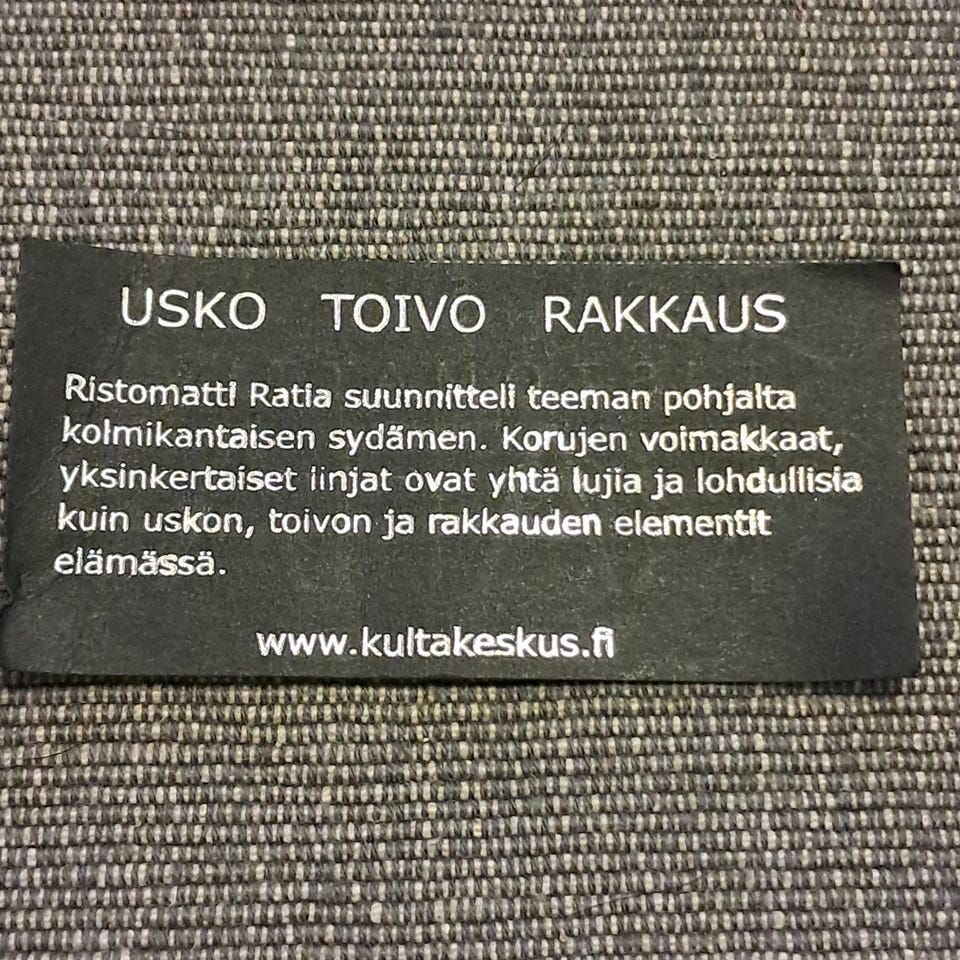 USKO TOIVO RAKKAUS
Ristomatti Ratia suunnitteli teeman pohjalta
kolmikantaisen sydämen. Korujen voimakkaat,
yksinkertaiset linjat ovat yhtä lujia ja lohdullisia
kuin uskon, toivon ja rakkauden elementit
elämässä.
www.kultakeskus.fi